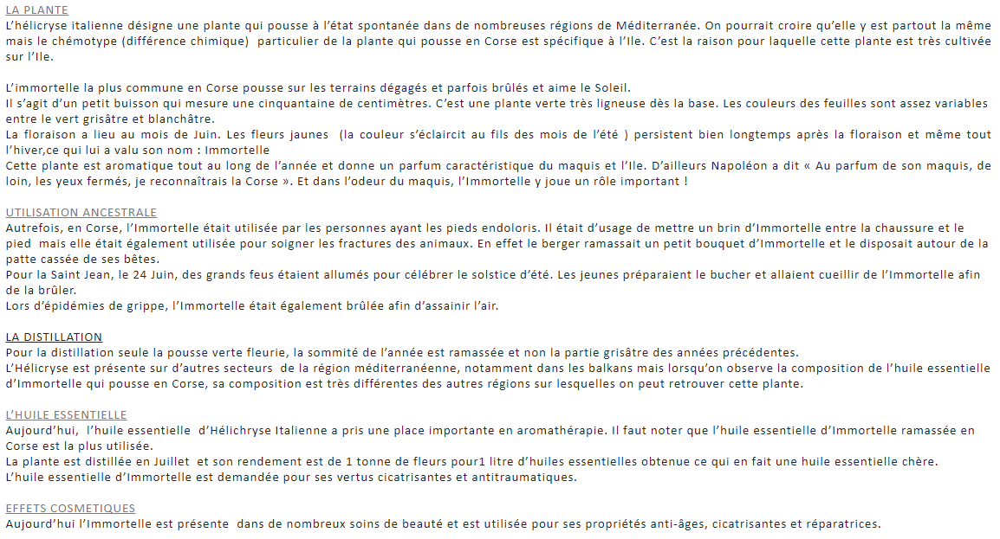 LA PLANTE
L’hélicryse italienne désigne une plante qui pousse à l’état spontanée dans de nombreuses régions de Méditerranée. On pourrait croire qu’elle y est partout la même
mais le chémotype (différence chimique) particulier de la plante qui pousse en Corse est spécifique à l’Ile. C’est la raison pour laquelle cette plante est très cultivée
sur l’Ile.
L’immortelle la plus commune en Corse pousse sur les terrains dégagés et parfois brûlés et aime le Soleil.
Il s’agit d’un petit buisson qui mesure une cinquantaine de centimètres. C’est une plante verte très ligneuse dès la base. Les couleurs des feuilles sont assez variables
entre le vert grisâtre et blanchâtre.
La floraison a lieu au mois de Juin. Les fleurs jaunes (la couleur s’éclaircit au fils des mois de l’été ) persistent bien longtemps après la floraison et même tout
l’hiver,ce qui lui a valu son nom : Immortelle
Cette plante est aromatique tout au long de l’année et donne un parfum caractéristique du maquis et l’Ile. D’ailleurs Napoléon a dit « Au parfum de son maquis, de
loin, les yeux fermés, je reconnaîtrais la Corse ». Et dans l’odeur du maquis, l’Immortelle y joue un rôle important !
UTILISATION ANCESTRALE
Autrefois, en Corse, l’Immortelle était utilisée par les personnes ayant les pieds endoloris. Il était d’usage de mettre un brin d’Immortelle entre la chaussure et le
pied mais elle était également utilisée pour soigner les fractures des animaux. En effet le berger ramassait un petit bouquet d’Immortelle et le disposait autour de la
patte cassée de ses bêtes.
Pour la Saint Jean, le 24 Juin, des grands feus étaient allumés pour célébrer le solstice d’été. Les jeunes préparaient le bucher et allaient cueillir de l’Immortelle afin
de la brûler.
Lors d’épidémies de grippe, l’Immortelle était également brûlée afin d’assainir l’air.
LA DISTILLATION
Pour la distillation seule la pousse verte fleurie, la sommité de l’année est ramassée et non la partie grisâtre des années précédentes.
L’Hélicryse est présente sur d’autres secteurs de la région méditerranéenne, notamment dans les balkans mais lorsqu’on observe la composition de l’huile essentielle
d’Immortelle qui pousse en Corse, sa composition est très différentes des autres régions sur lesquelles on peut retrouver cette plante.
L’HUILE ESSENTIELLE
Aujourd’hui, l’huile essentielle d’Hélichryse Italienne a pris une place importante en aromathérapie. Il faut noter que l’huile essentielle d’Immortelle ramassée en
Corse est la plus utilisée.
La plante est distillée en Juillet et son rendement est de 1 tonne de fleurs pour1 litre d’huiles essentielles obtenue ce qui en fait une huile essentielle chère.
L’huile essentielle d’Immortelle est demandée pour ses vertus cicatrisantes et antitraumatiques.
EFFETS COSMETIQUES
Aujourd’hui l’Immortelle est présente dans de nombreux soins de beauté et est utilisée pour ses propriétés anti-âges, cicatrisantes et réparatrices.